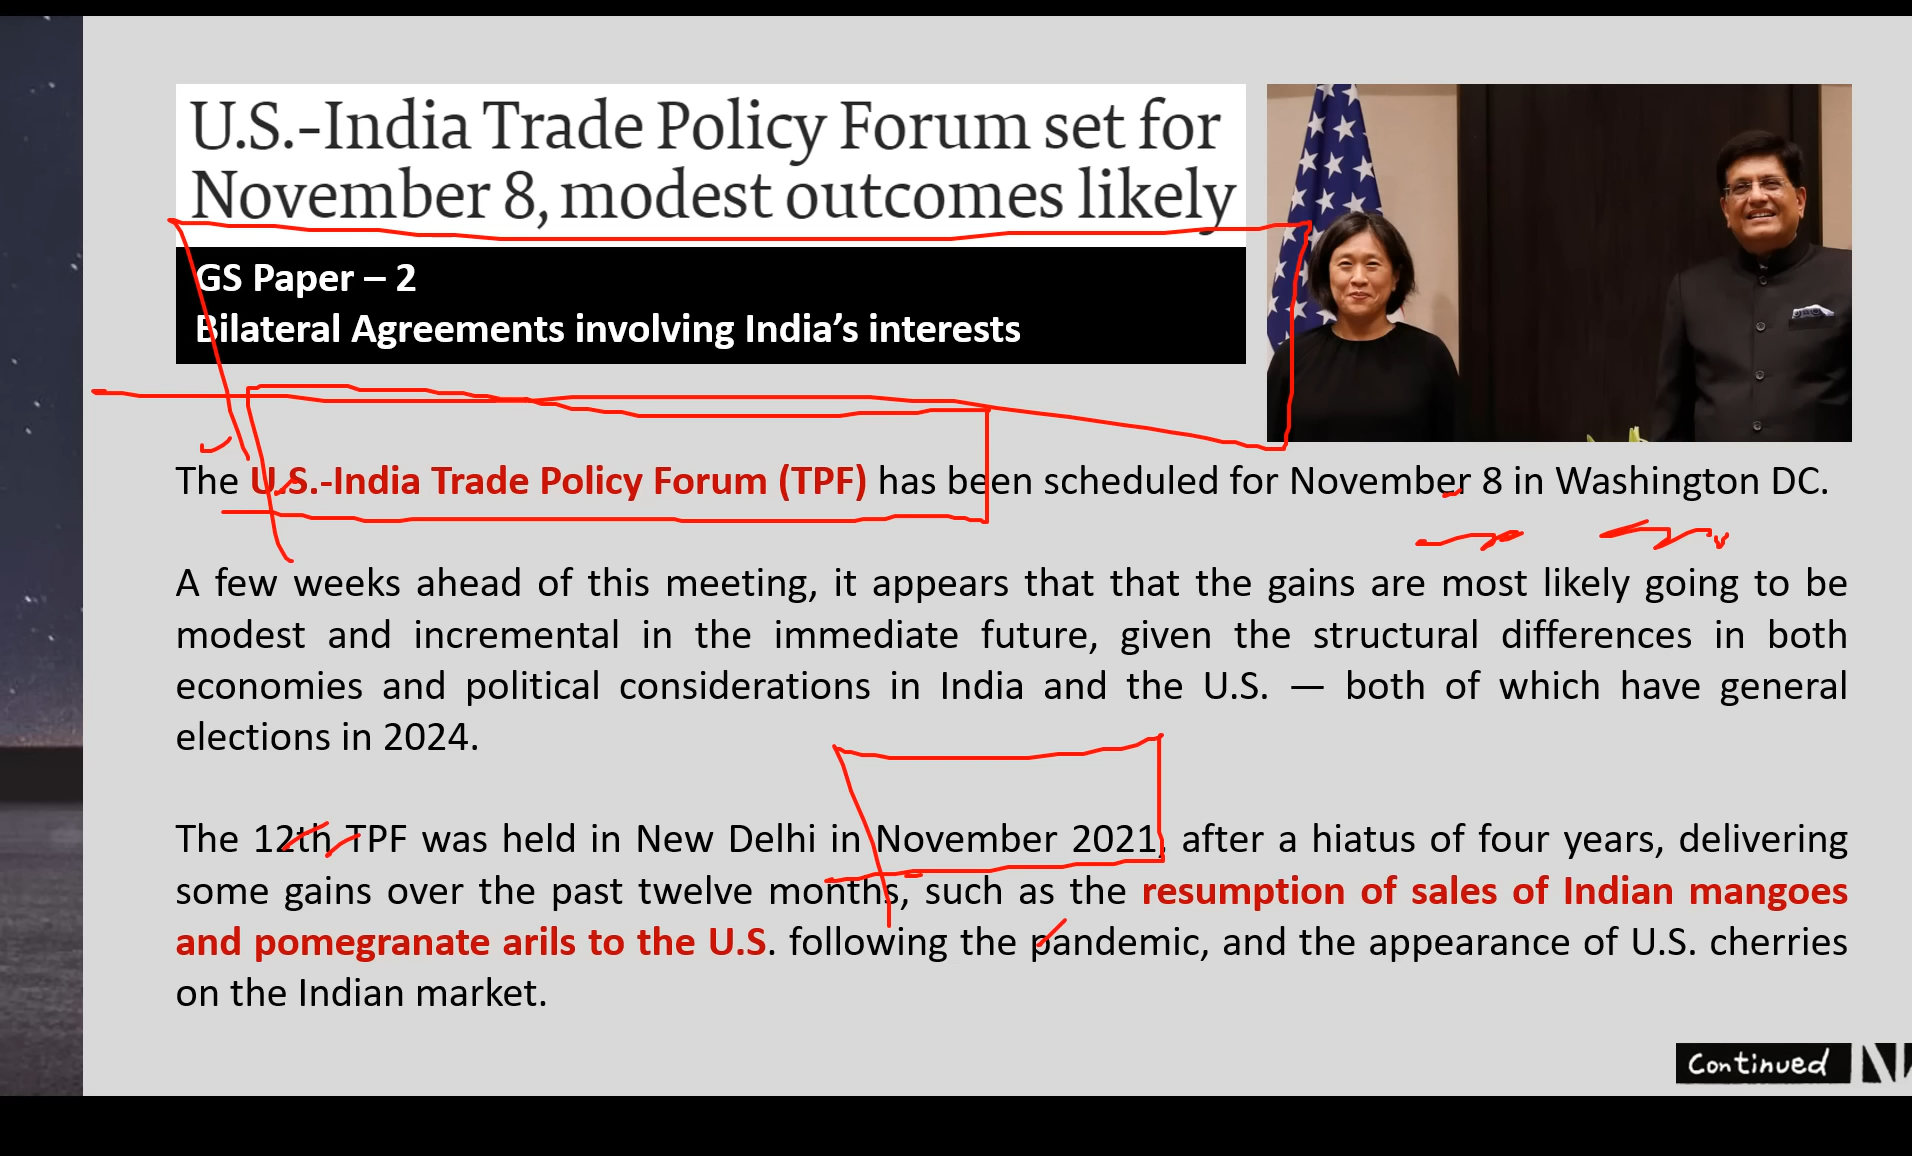 U.S.-India Trade Policy Forum set for
November 8, modest outcomes likely
GS Paper – 2
Bilateral Agreements involving India’s interests
The U.S.-India Trade Policy Forum (TPF) has been scheduled for November 8 in Washington DC.
A few weeks ahead of this meeting, it appears that that the gains are most likely going to be
modest and incremental in the immediate future, given the structural differences in both
economies and political considerations in India and the U.S. — both of which have general
elections in 2024.
The 12th TPF was held in New Delhi in November 2021, after a hiatus of four years, delivering
some gains over the past twelve months, such as the resumption of sales of Indian mangoes
and pomegranate arils to the U.S. following the pandemic, and the appearance of U.S. cherries
on the Indian market.
Continued